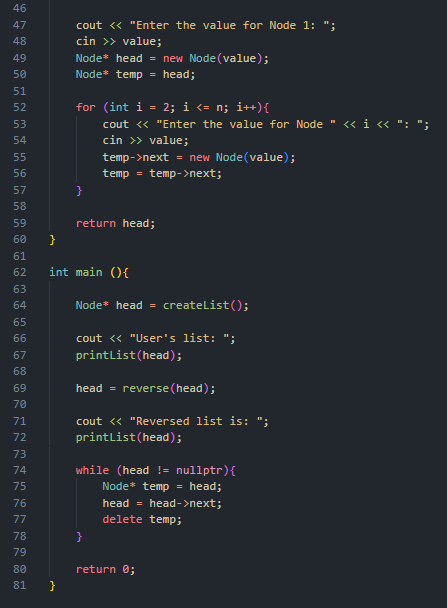 46
47 cout << "Enter the value for Node 1: ";
48 cin >> value;
49 Node* head = new Node(value);
50 Node* temp = head;
51
52 for (int i = 2; i <= n; i++){
53 cout << "Enter the value for Node " << i << ": ";
54 cin >> value;
55 temp->next = new Node(value);
56 temp = temp->next;
57 }
58
59 return head;
60 }
61
62 int main (){
63
64 Node* head = createList();
65
66 cout << "User's list: ";
67 printList(head);
68
69 head = reverse(head);
70
71 cout << "Reversed list is: ";
72 printList(head);
73
74 while (head != nullptr){
75 Node* temp = head;
76 head = head->next;
77 delete temp;
78 }
79
80 return 0;
81 }